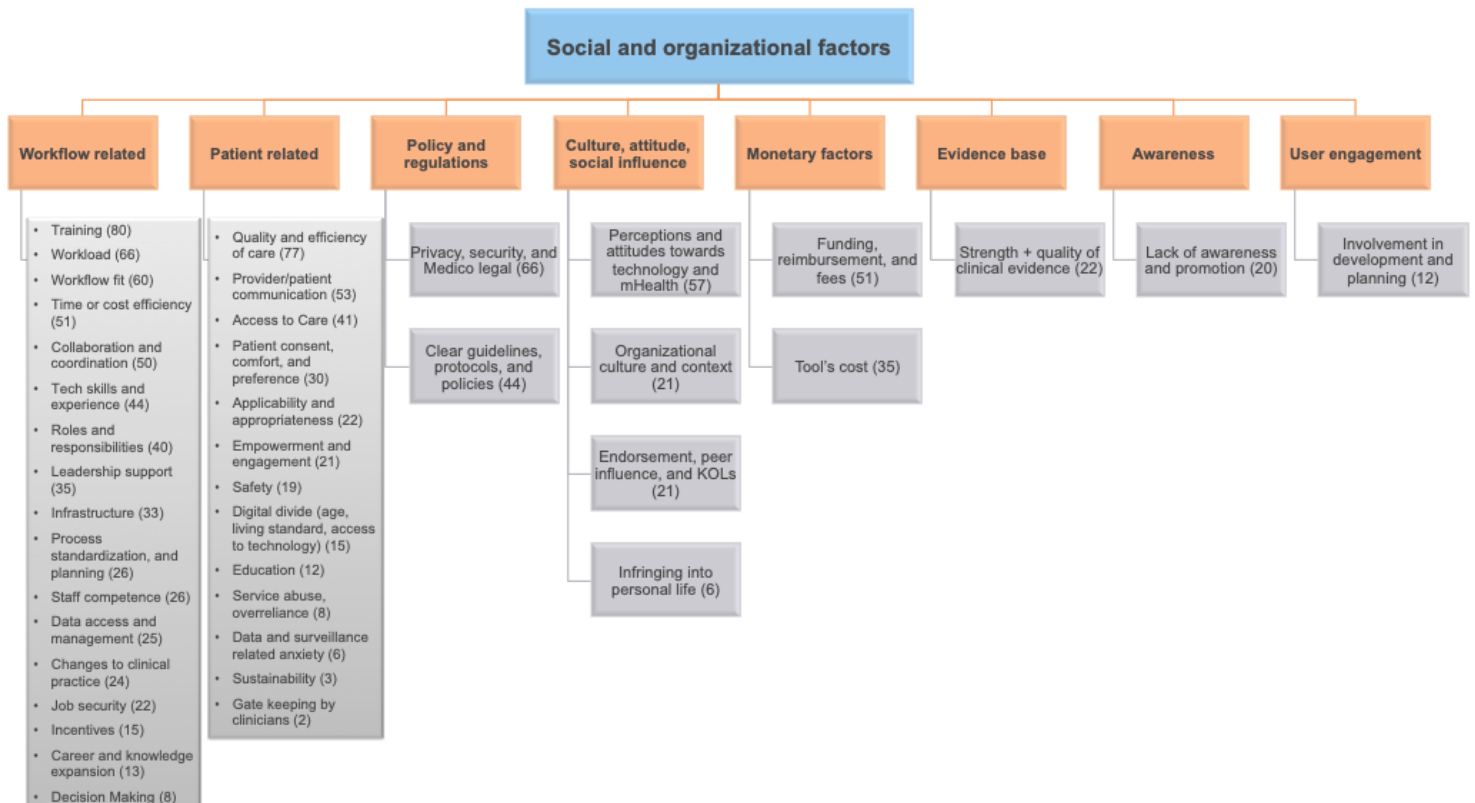 Social and organizational factors
Workflow related
• Training (80)
• Workload (66)
• Workflow fit (60)
• Time or cost efficiency
(51)
• Collaboration and
coordination (50)
• Tech skills and
experience (44)
• Roles and
responsibilities (40)
• Leadership support
(35)
• Infrastructure (33)
• Process
standardization, and
planning (26)
• Staff competence (26)
• Data access and
management (25)
• Changes to clinical
practice (24)
• Job security (22)
• Incentives (15)
• Career and knowledge
expansion (13)
• Decision Making (8)
Patient related
• Quality and efficiency
of care (77)
• Provider/patient
communication (53)
• Access to Care (41)
• Patient consent,
comfort, and
preference (30)
• Applicability and
appropriateness (22)
• Empowerment and
engagement (21)
• Safety (19)
• Digital divide (age,
living standard, access
to technology) (15)
• Education (12)
• Service abuse,
overreliance (8)
• Data and surveillance
related anxiety (6)
• Sustainability (3)
• Gate keeping by
clinicians (2)
Policy and
regulations
Privacy, security, and
Medico legal (66)
Clear guidelines,
protocols, and
policies (44)
Culture, attitude,
social influence
Perceptions and
attitudes towards
technology and
mHealth (57)
Organizational
culture and context
(21)
Endorsement, peer
influence, and KOLs
(21)
Infringing into
personal life (6)
Monetary factors
Funding,
reimbursement, and
fees (51)
Tool's cost (35)
Evidence base
Strength + quality of
clinical evidence (22)
Awareness
Lack of awareness
and promotion (20)
User engagement
Involvement in
development and
planning (12)